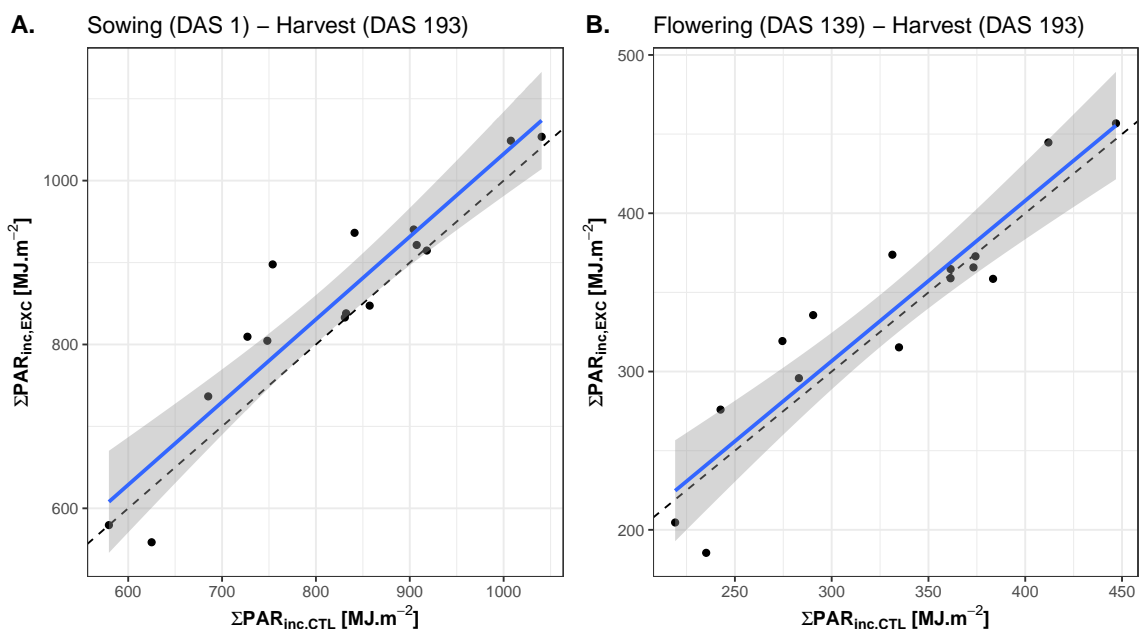 A. Sowing (DAS 1) – Harvest (DAS 193)
ΣPARinc,EXC [MJ.m−2]
1000
800
600
600 700 800 900 1000
ΣPARinc,CTL [MJ.m−2]
B. Flowering (DAS 139) – Harvest (DAS 193)
ΣPARinc,EXC [MJ.m−2]
500
400
300
200
250 300 350 400 450
ΣPARinc,CTL [MJ.m−2]